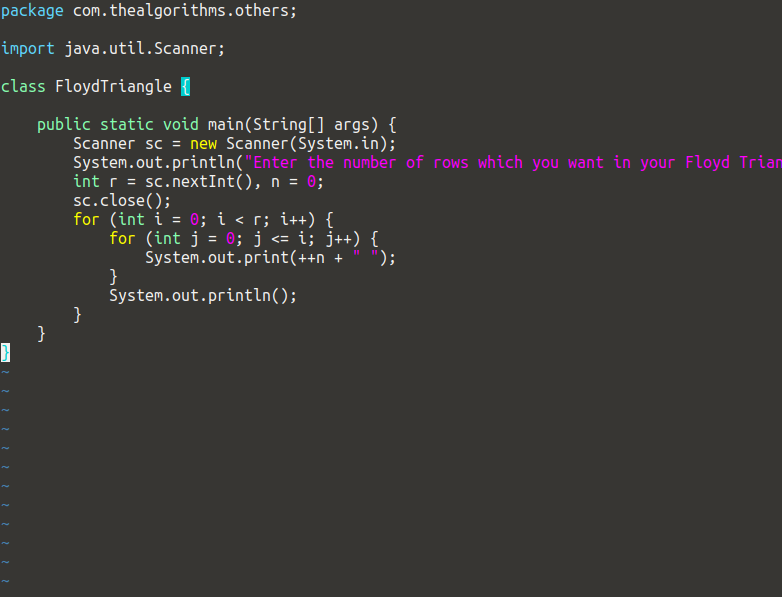 package com.thealgorithms.others;
import java.util.Scanner;
class FloydTriangle {
    public static void main(String[] args) {
        Scanner sc = new Scanner(System.in);
        System.out.println("Enter the number of rows which you want in your Floyd Trian
        int r = sc.nextInt(), n = 0;
        sc.close();
        for (int i = 0; i < r; i++) {
            for (int j = 0; j <= i; j++) {
                System.out.print(++n + " ");
            }
            System.out.println();
        }
    }
}
~
~
~
~
~
~
~
~
~
~
~
~